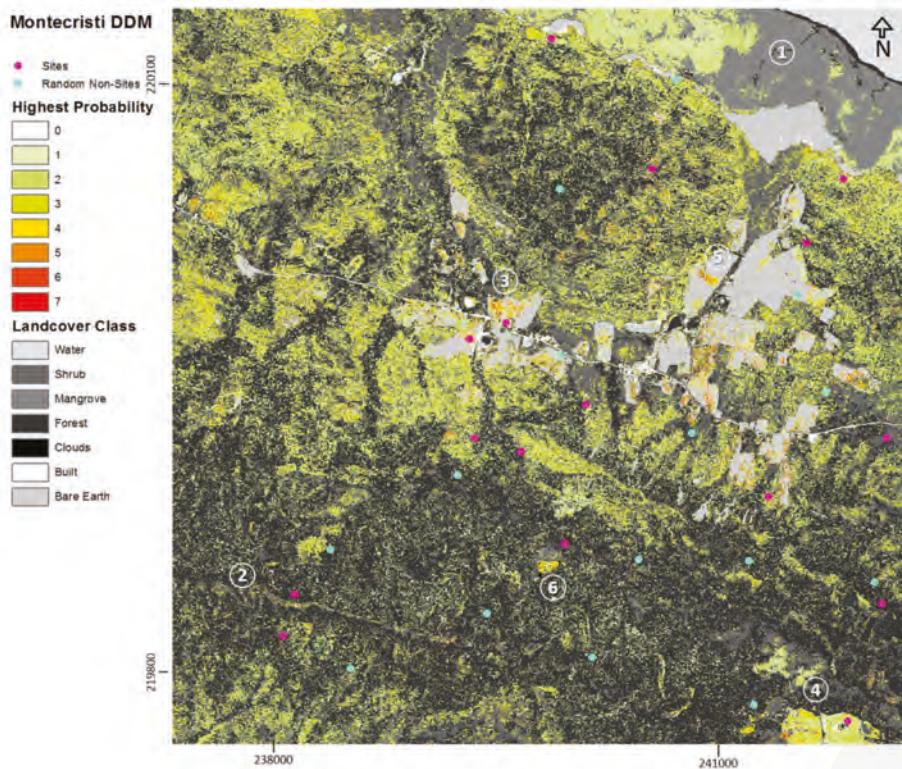 Montecristi DDM
Sites
Random Non-Sites
Highest Probability
0
1
2
3
4
5
6
7
Landcover Class
Water
Shrub
Mangrove
Forest
Clouds
Built
Bare Earth
220100
219800
238000
241000
N
1
2
3
4
5
6